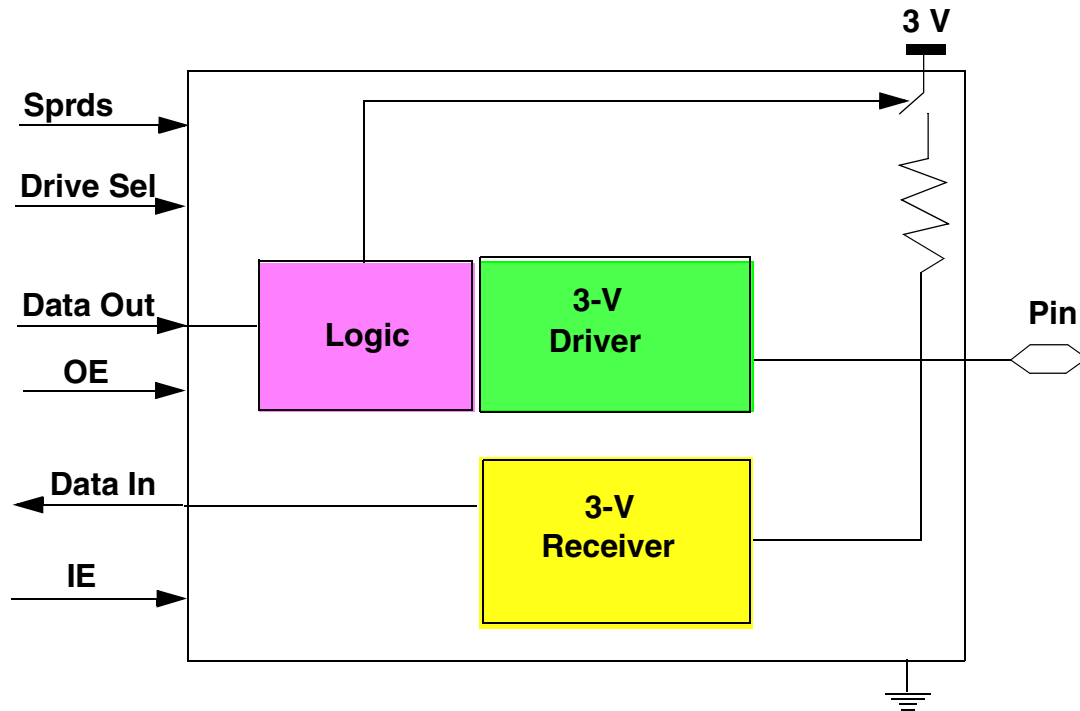 3 V
Sprds
Drive Sel
Data Out
OE
Data In
IE
Logic
3-V
Driver
3-V
Receiver
Pin